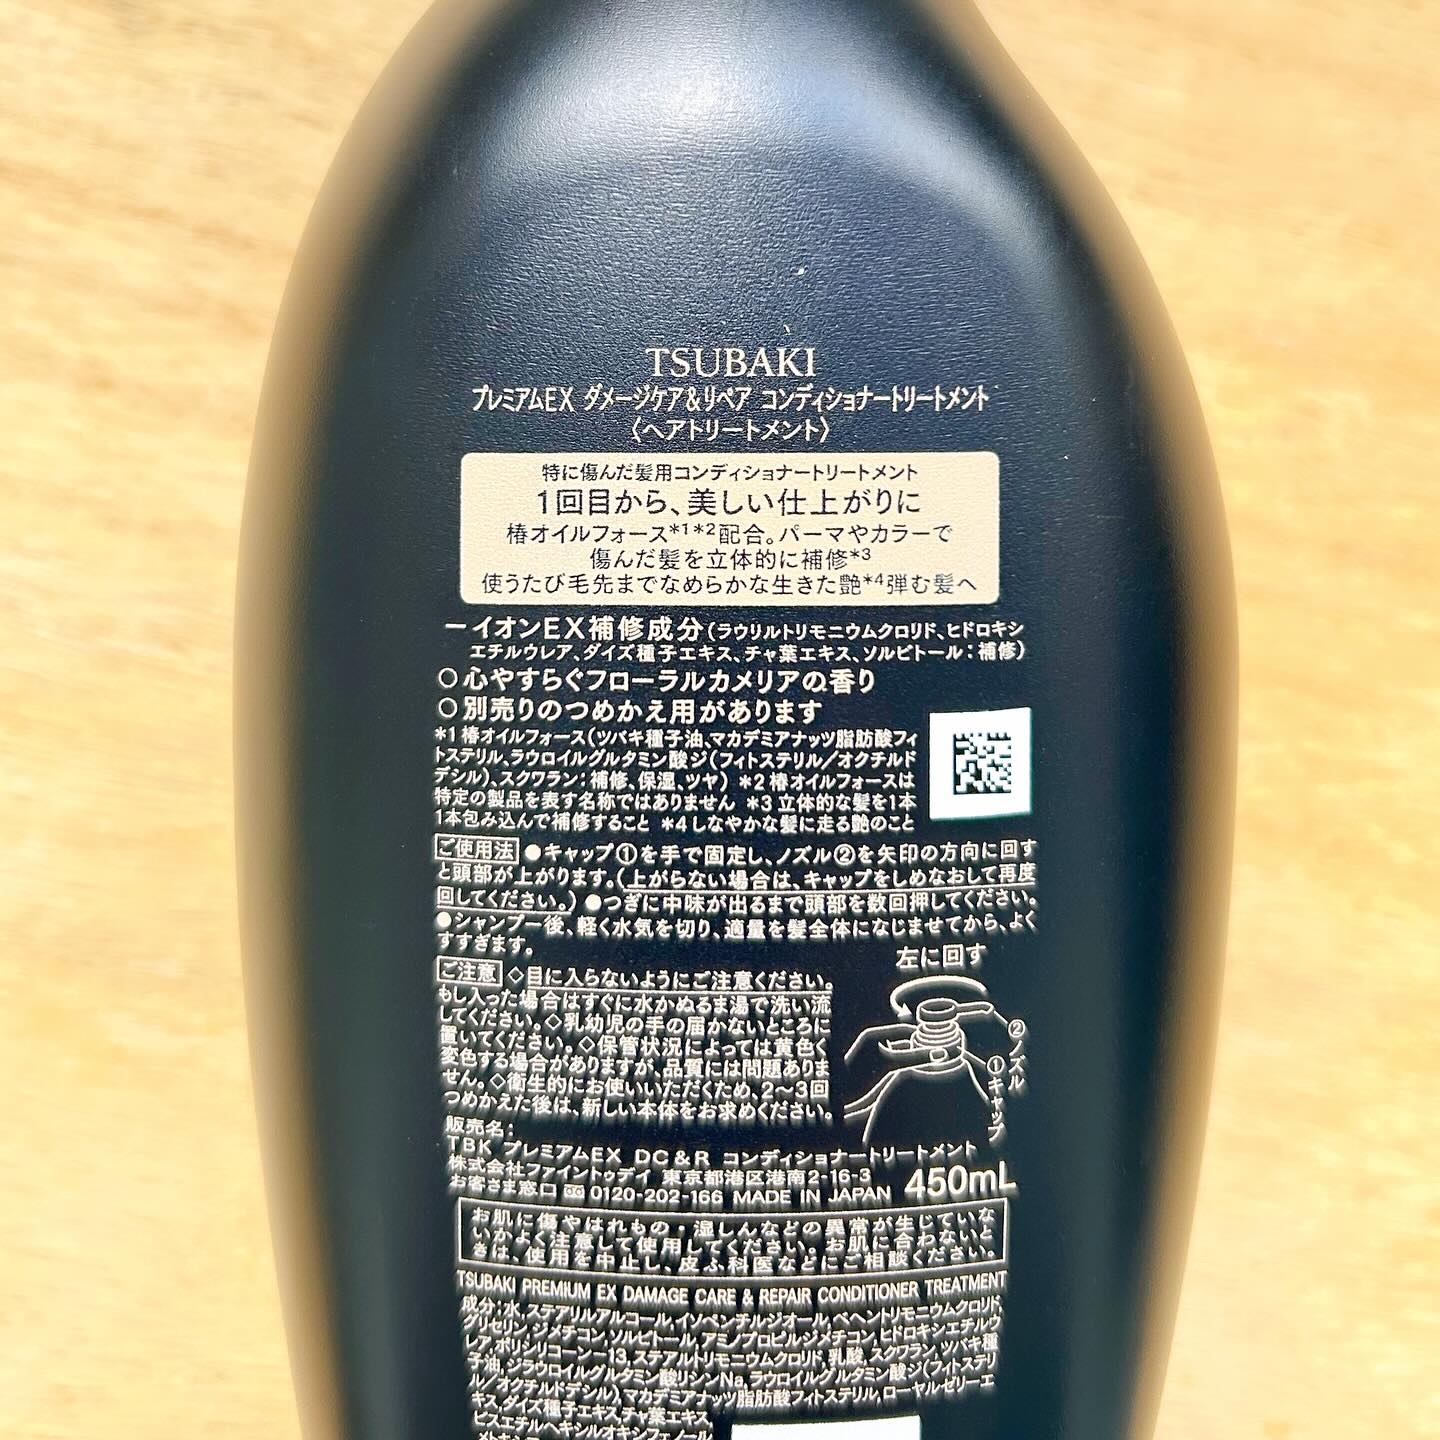 TSUBAKI
プレミアムEX ダメージケア&リペア コンディショナートリートメント
〈ヘアトリートメント〉
特に傷んだ髪用コンディショナートリートメント
1回目から、美しい仕上がりに
椿オイルフォース*1*2配合。パーマやカラーで
傷んだ髪を立体的に補修*3
使うたび毛先までなめらかな生きた艶*4弾む髪へ
ーイオンEX補修成分(ラウリルトリモニウムクロリド、ヒドロキシ
エチルウレア、ダイズ種子エキス、チャ葉エキス、ソルビトール:補修)
○心やすらぐフローラルカメリアの香り
○別売りのつめかえ用があります
*1 椿オイルフォース(ツバキ種子油、マカデミアナッツ脂肪酸フィ
トステリル、ラウロイルグルタミン酸ジ(フィトステリル/オクチルド
デシル)、スクワラン:補修、保湿、ツヤ) *2 椿オイルフォースは
特定の製品を表す名称ではありません *3 立体的な髪を1本
1本包み込んで補修すること *4 しなやかな髪に走る艶のこと
ご使用法 ●キャップ①を手で固定し、ノズル②を矢印の方向に回す
と頭部が上がります。(上がらない場合は、キャップをしめなおして再度
回してください。) ●つぎに中味が出るまで頭部を数回押してください。
●シャンプー後、軽く水気を切り、適量を髪全体になじませてから、よく
すすぎます。
左に回す
②ノズル
①キャップ
ご注意 ◇目に入らないようにご注意ください。
もし入った場合はすぐに水かぬるま湯で洗い流
してください。◇乳幼児の手の届かないところに
置いてください。◇保管状況によっては黄色く
変色する場合がありますが、品質には問題ありま
せん。◇衛生的にお使いいただくため、2〜3回
つめかえた後は、新しい本体をお求めください。
販売名:
TBK プレミアムEX DC&R コンディショナートリートメント
株式会社ファイントゥデイ 東京都港区港南2-16-3
お客さま窓口 0120-202-166 MADE IN JAPAN 450mL
お肌に傷やはれもの・湿しんなどの異常が生じていな
いかよく注意して使用してください。お肌に合わないと
きは、使用を中止し、皮ふ科医などにご相談ください。
TSUBAKI PREMIUM EX DAMAGE CARE & REPAIR CONDITIONER TREATMENT
成分:水,ステアリルアルコール,イソペンチルジオール,ベヘントリモニウムクロリド,
グリセリン,ジメチコン,ソルビトール,アミノプロピルジメチコン,ヒドロキシエチルウ
レア,ポリシリコーン-13,ステアルトリモニウムクロリド,乳酸,スクワラン,ツバキ種
子油,ジラウロイルグルタミン酸リシンNa,ラウロイルグルタミン酸ジ(フィトステリ
ル/オクチルドデシル),マカデミアナッツ脂肪酸フィトステリル,ローヤルゼリーエ
キス,ダイズ種子エキス,チャ葉エキス,
ビスエチルヘキシルオキシフェノール